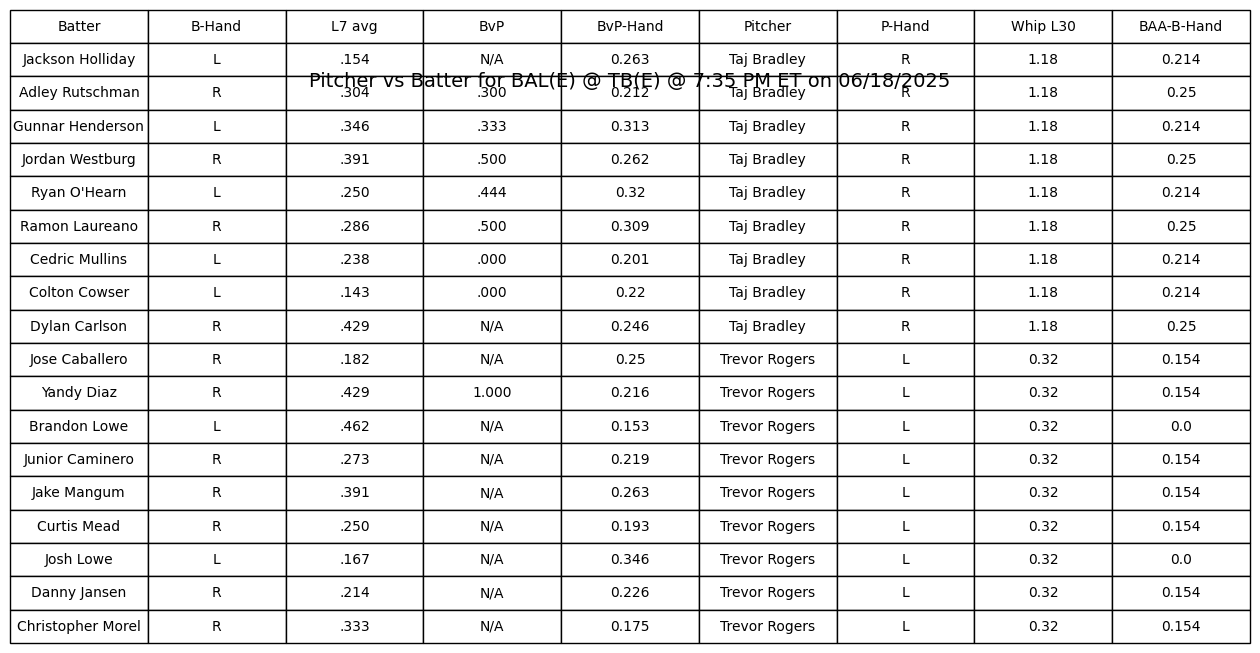 Batter B-Hand L7 avg BvP BvP-Hand Pitcher P-Hand Whip L30 BAA-B-Hand
Jackson Holliday L .154 N/A 0.263 Taj Bradley R 1.18 0.214
Pitcher vs Batter for BAL(E) @ TB(E) @ 7:35 PM ET on 06/18/2025
Adley Rutschman R .304 .300 0.212 Taj Bradley R 1.18 0.25
Gunnar Henderson L .346 .333 0.313 Taj Bradley R 1.18 0.214
Jordan Westburg R .391 .500 0.262 Taj Bradley R 1.18 0.25
Ryan O'Hearn L .250 .444 0.32 Taj Bradley R 1.18 0.214
Ramon Laureano R .286 .500 0.309 Taj Bradley R 1.18 0.25
Cedric Mullins L .238 .000 0.201 Taj Bradley R 1.18 0.214
Colton Cowser L .143 .000 0.22 Taj Bradley R 1.18 0.214
Dylan Carlson R .429 N/A 0.246 Taj Bradley R 1.18 0.25
Jose Caballero R .182 N/A 0.25 Trevor Rogers L 0.32 0.154
Yandy Diaz R .429 1.000 0.216 Trevor Rogers L 0.32 0.154
Brandon Lowe L .462 N/A 0.153 Trevor Rogers L 0.32 0.0
Junior Caminero R .273 N/A 0.219 Trevor Rogers L 0.32 0.154
Jake Mangum R .391 N/A 0.263 Trevor Rogers L 0.32 0.154
Curtis Mead R .250 N/A 0.193 Trevor Rogers L 0.32 0.154
Josh Lowe L .167 N/A 0.346 Trevor Rogers L 0.32 0.0
Danny Jansen R .214 N/A 0.226 Trevor Rogers L 0.32 0.154
Christopher Morel R .333 N/A 0.175 Trevor Rogers L 0.32 0.154